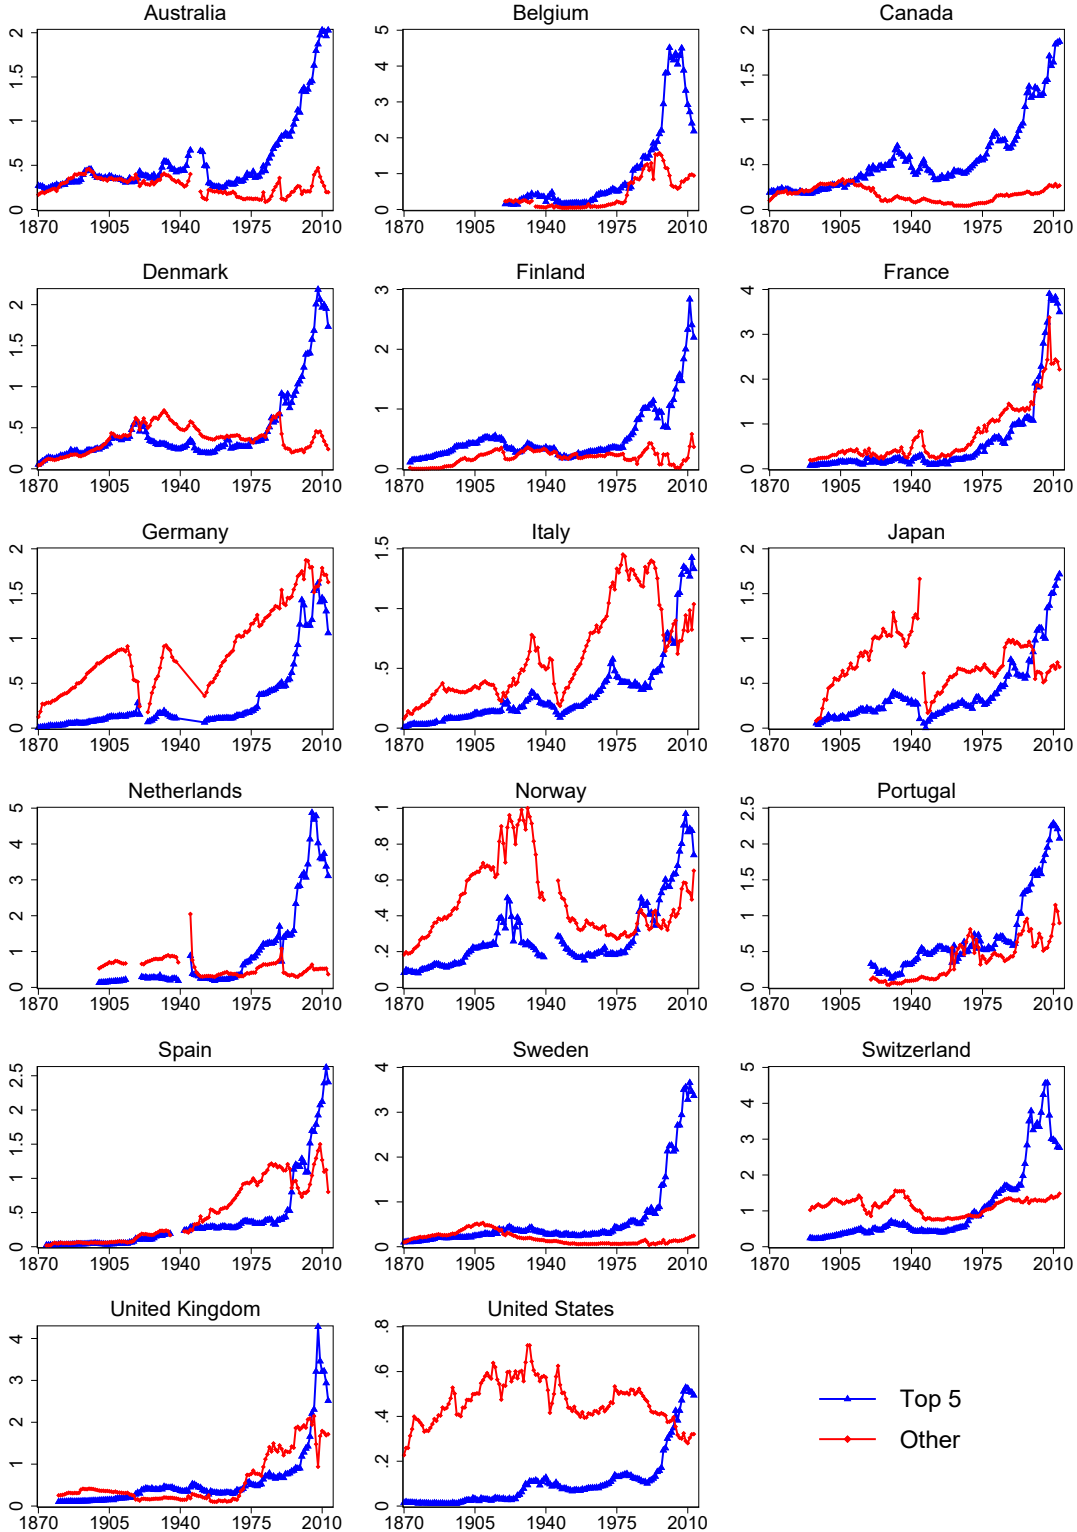 Australia
0 .5 1 1.5 2
1870 1905 1940 1975 2010
Belgium
0 1 2 3 4 5
1870 1905 1940 1975 2010
Canada
0 .5 1 1.5 2
1870 1905 1940 1975 2010
Denmark
0 .5 1 1.5 2
1870 1905 1940 1975 2010
Finland
0 1 2 3
1870 1905 1940 1975 2010
France
0 1 2 3 4
1870 1905 1940 1975 2010
Germany
0 .5 1 1.5 2
1870 1905 1940 1975 2010
Italy
0 .5 1 1.5
1870 1905 1940 1975 2010
Japan
0 .5 1 1.5 2
1870 1905 1940 1975 2010
Netherlands
0 1 2 3 4 5
1870 1905 1940 1975 2010
Norway
0 .2 .4 .6 .8 1
1870 1905 1940 1975 2010
Portugal
0 .5 1 1.5 2 2.5
1870 1905 1940 1975 2010
Spain
0 .5 1 1.5 2 2.5
1870 1905 1940 1975 2010
Sweden
0 1 2 3 4
1870 1905 1940 1975 2010
Switzerland
0 1 2 3 4 5
1870 1905 1940 1975 2010
United Kingdom
0 1 2 3 4
1870 1905 1940 1975 2010
United States
0 .2 .4 .6 .8
1870 1905 1940 1975 2010
Top 5
Other